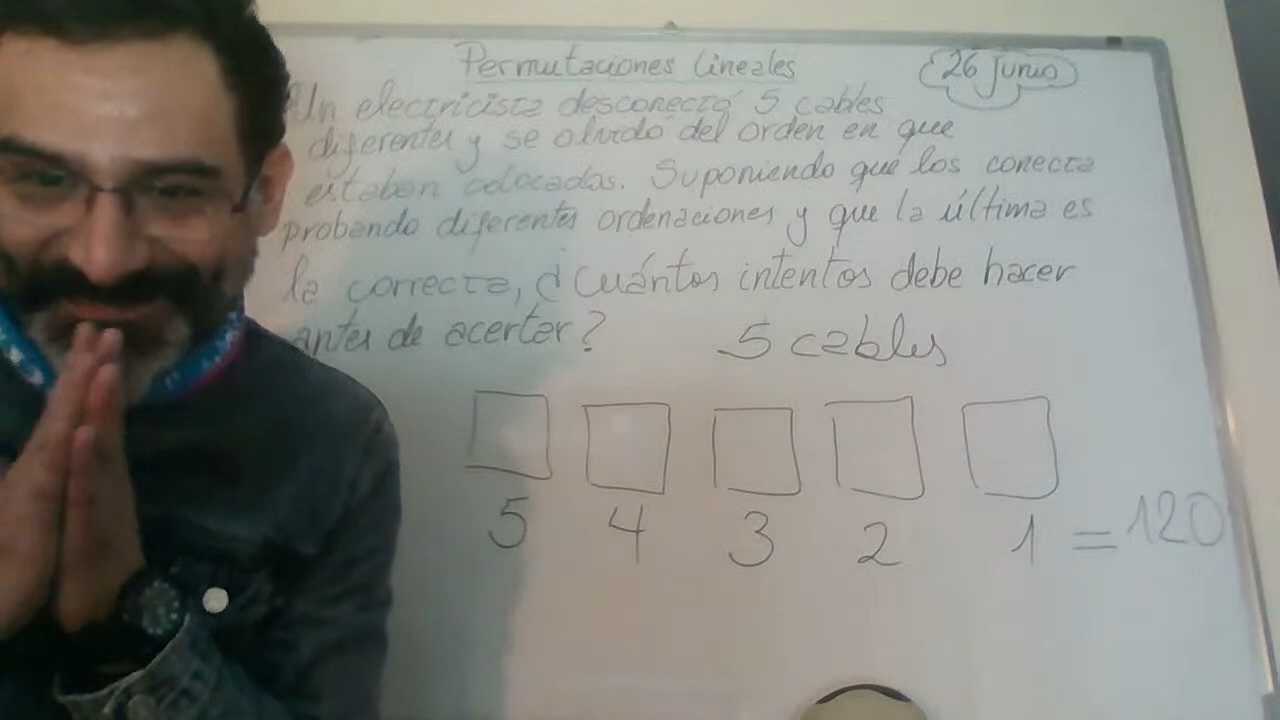 Permutaciones lineales
26 junio
Un electricista desconectó 5 cables
diferentes y se olvidó del orden en que
estaban colocadas. Suponiendo que los conecta
probando diferentes ordenaciones y que la última es
la correcta, ¿Cuántos intentos debe hacer
antes de acertar?
5 cables
5 4 3 2 1 = 120